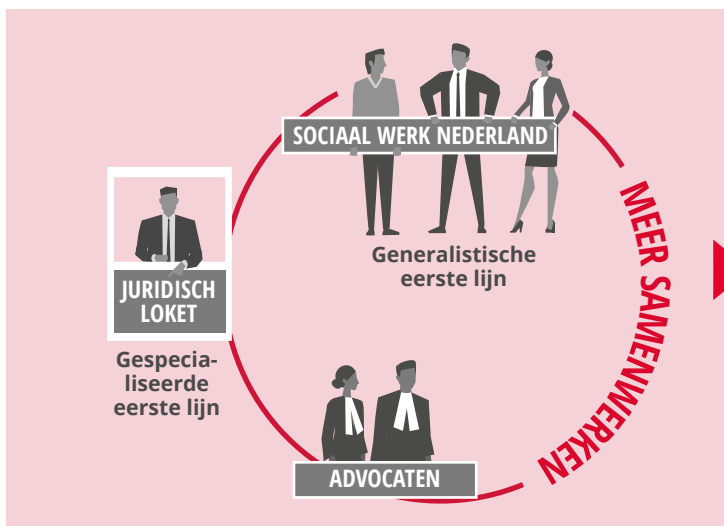 SOCIAAL WERK NEDERLAND
Generalistische
eerste lijn
JURIDISCH
LOKET
Gespecia-
liseerde
eerste lijn
MEER SAMENWERKEN
ADVOCATEN